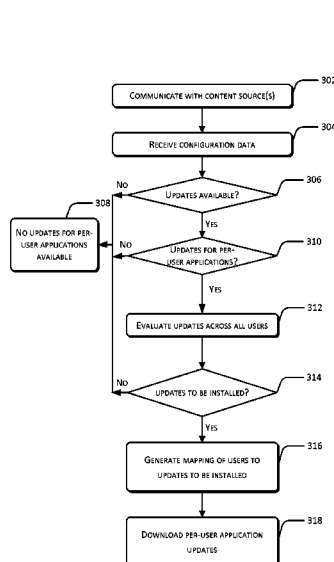 302
COMMUNICATE WITH CONTENT SOURCE(S)
304
RECEIVE CONFIGURATION DATA
306
No
UPDATES AVAILABLE?
308
YES
310
NO UPDATES FOR PER-
USER APPLICATIONS
AVAILABLE
No
UPDATES FOR PER-
USER APPLICATIONS?
YES
312
EVALUATE UPDATES ACROSS ALL USERS
314
No
UPDATES TO BE INSTALLED?
YES
316
GENERATE MAPPING OF USERS TO
UPDATES TO BE INSTALLED
318
DOWNLOAD PER-USER APPLICATION
UPDATES